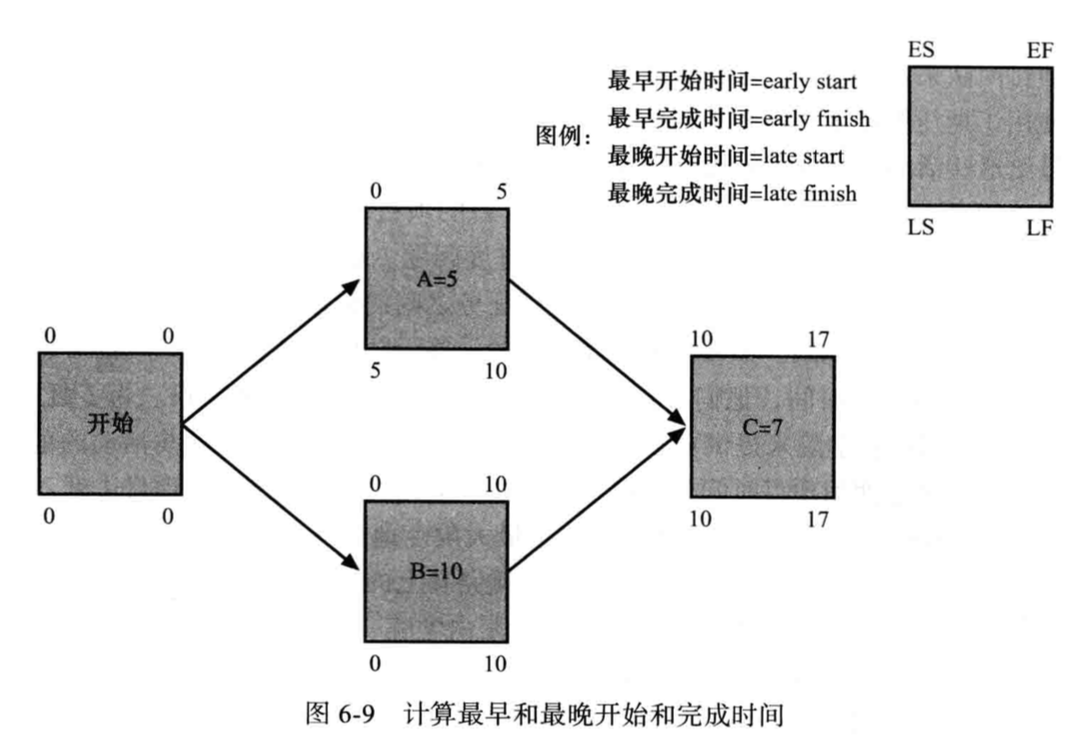 ES EF
最早开始时间=early start
最早完成时间=early finish
图例:
最晚开始时间=late start
最晚完成时间=late finish
LS LF
0 5
A=5
5 10
0 0
开始
0 0
10 17
C=7
10 17
0 10
B=10
0 10
图 6-9 计算最早和最晚开始和完成时间